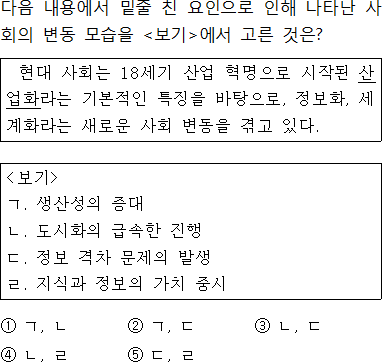 다음 내용에서 밑줄 친 요인으로 인해 나타난 사
회의 변동 모습을 <보기>에서 고른 것은?
현대 사회는 18세기 산업 혁명으로 시작된 산
업화라는 기본적인 특징을 바탕으로, 정보화, 세
계화라는 새로운 사회 변동을 겪고 있다.
<보기>
ㄱ. 생산성의 증대
ㄴ. 도시화의 급속한 진행
ㄷ. 정보 격차 문제의 발생
ㄹ. 지식과 정보의 가치 중시
① ㄱ, ㄴ ② ㄱ, ㄷ ③ ㄴ, ㄷ
④ ㄴ, ㄹ ⑤ ㄷ, ㄹ